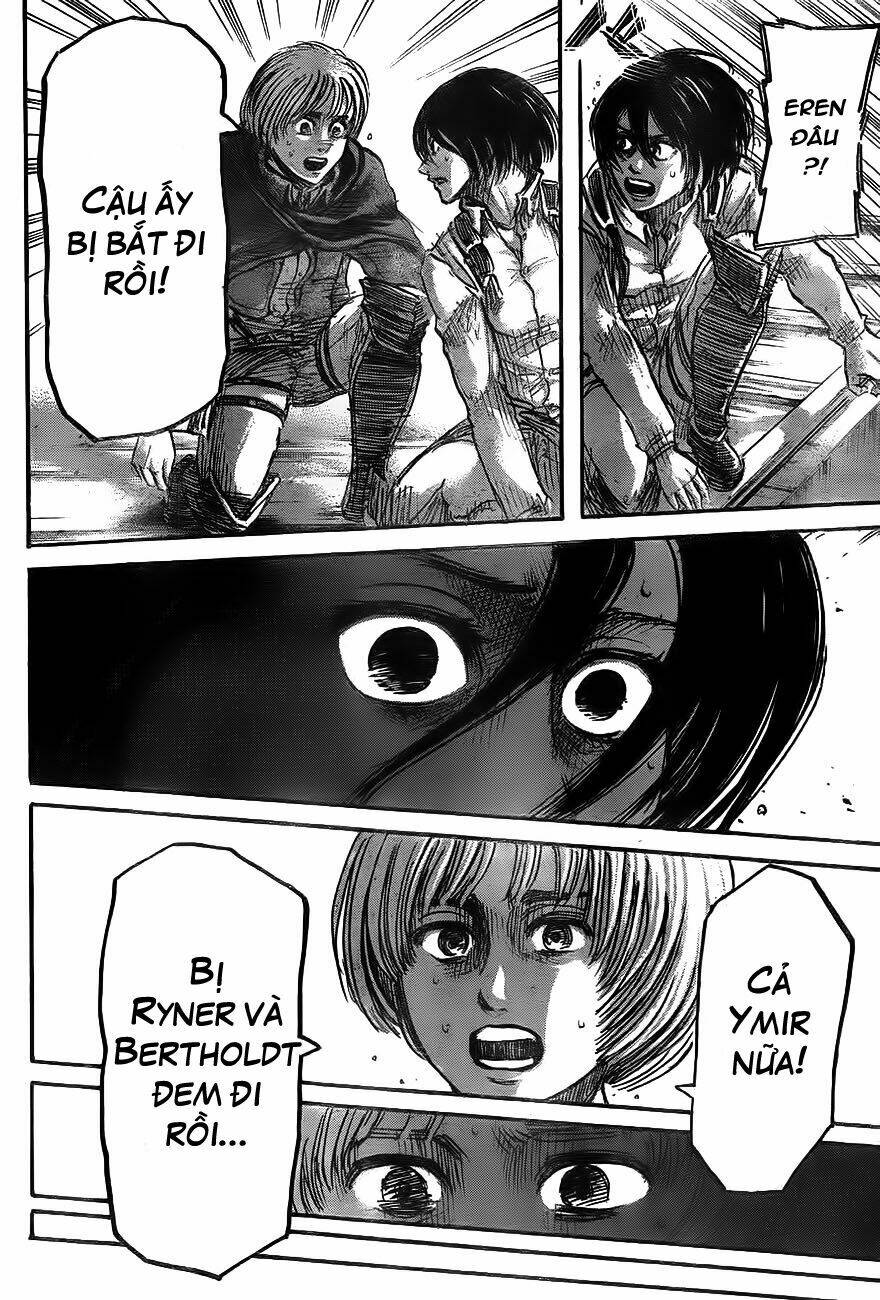 EREN
ĐÂU
?!
CẬU ẤY
BỊ BẮT ĐI
RỒI!
CẢ
YMIR
NỮA!
BỊ
RYNER VÀ
BERTHOLDT
ĐEM ĐI
RỒI...